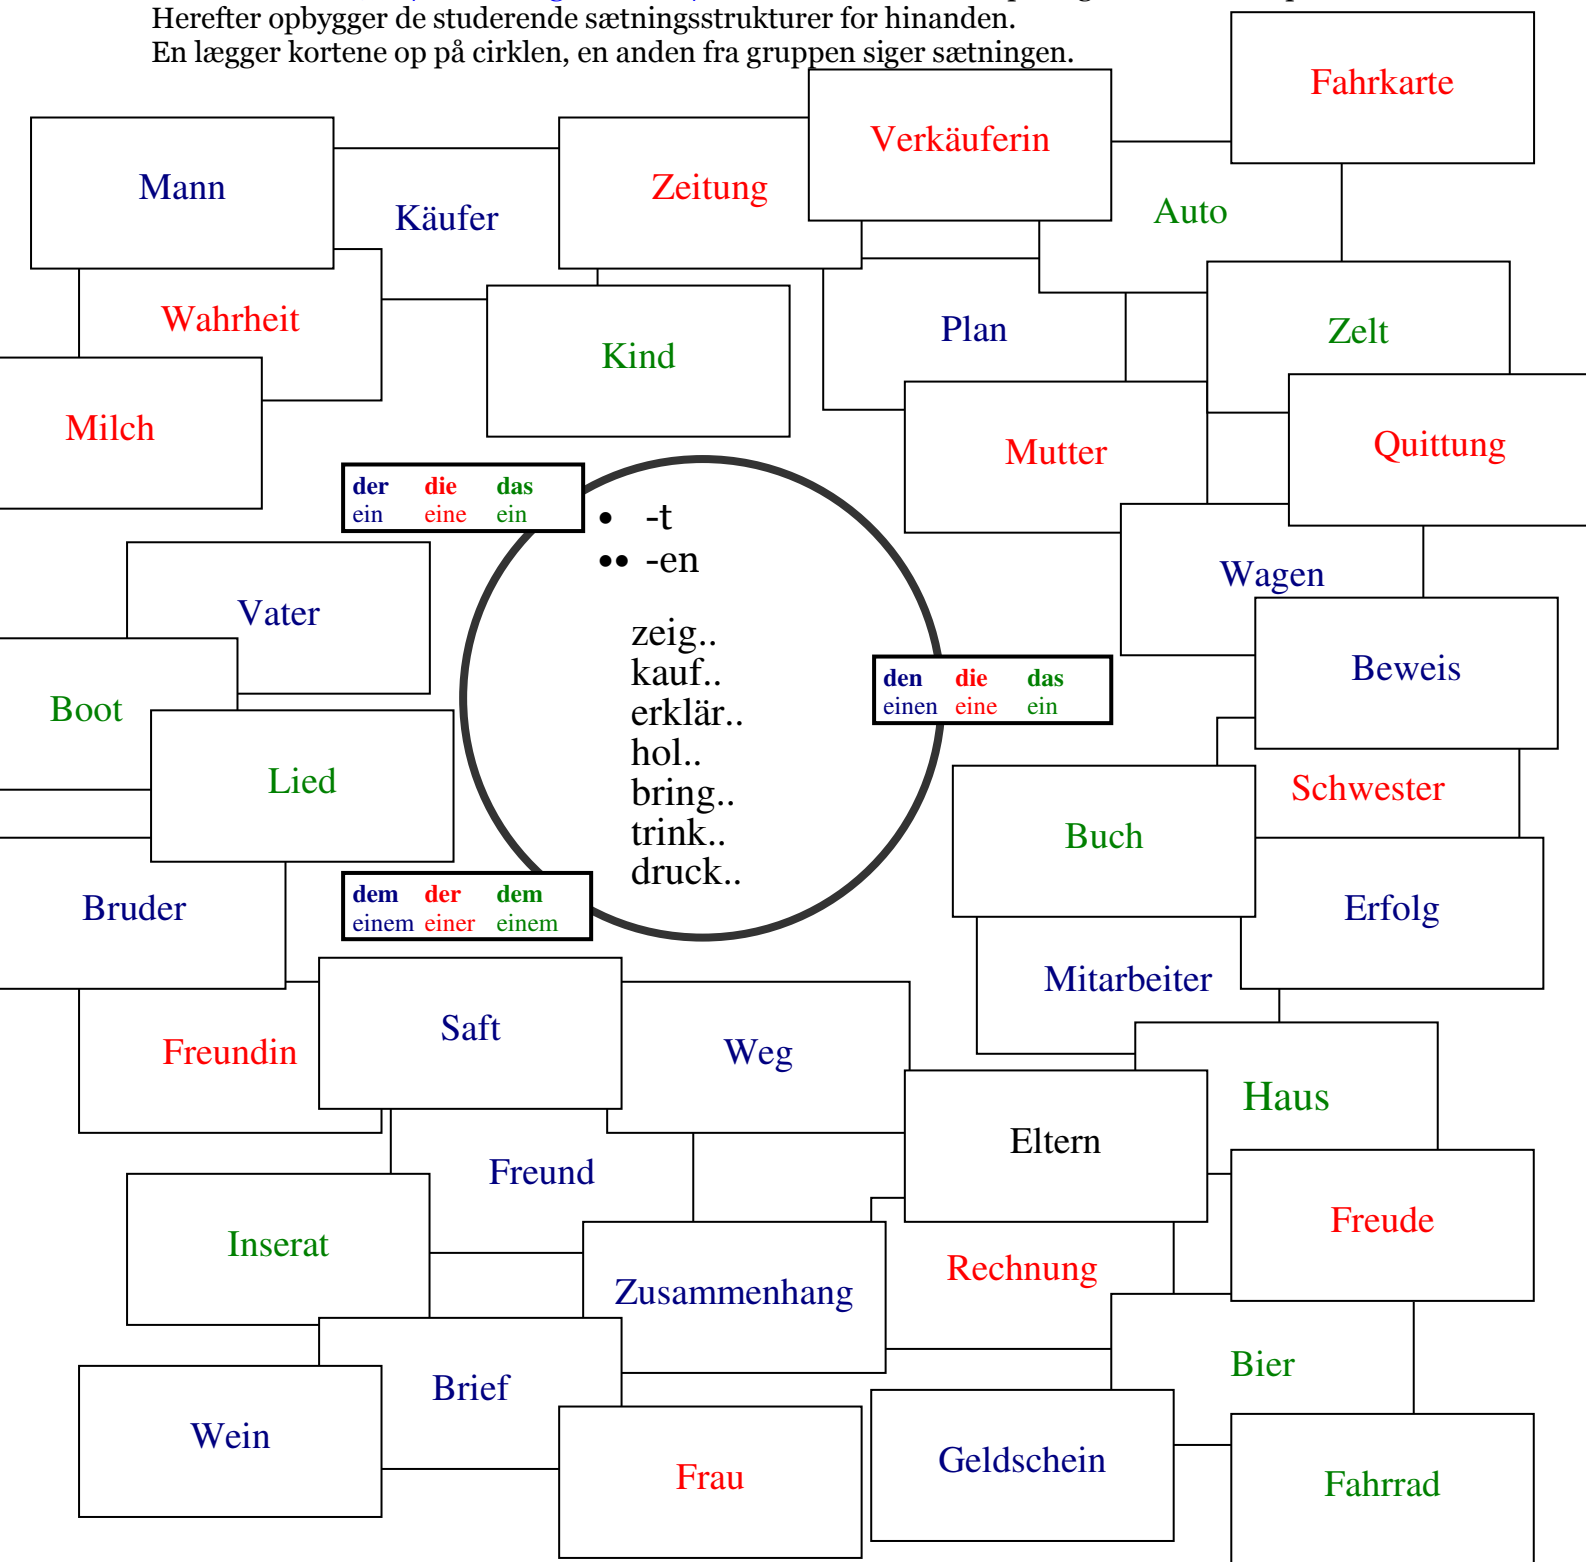 Herefter opbygger de studerende sætningsstrukturer for hinanden.
En lægger kortene op på cirklen, en anden fra gruppen siger sætningen.
Fahrkarte
Verkäuferin
Mann
Zeitung
Käufer
Auto
Wahrheit
Plan
Zelt
Kind
Milch
Mutter
Quittung
der die das
ein eine ein
• -t
•• -en
Wagen
Vater
zeig..
kauf..
erklär..
hol..
bring..
trink..
druck..
den die das
einen eine ein
Beweis
Boot
Lied
Schwester
Buch
dem der dem
einem einer einem
Bruder
Erfolg
Mitarbeiter
Saft
Freundin
Weg
Haus
Eltern
Freund
Freude
Inserat
Rechnung
Zusammenhang
Bier
Brief
Wein
Geldschein
Frau
Fahrrad